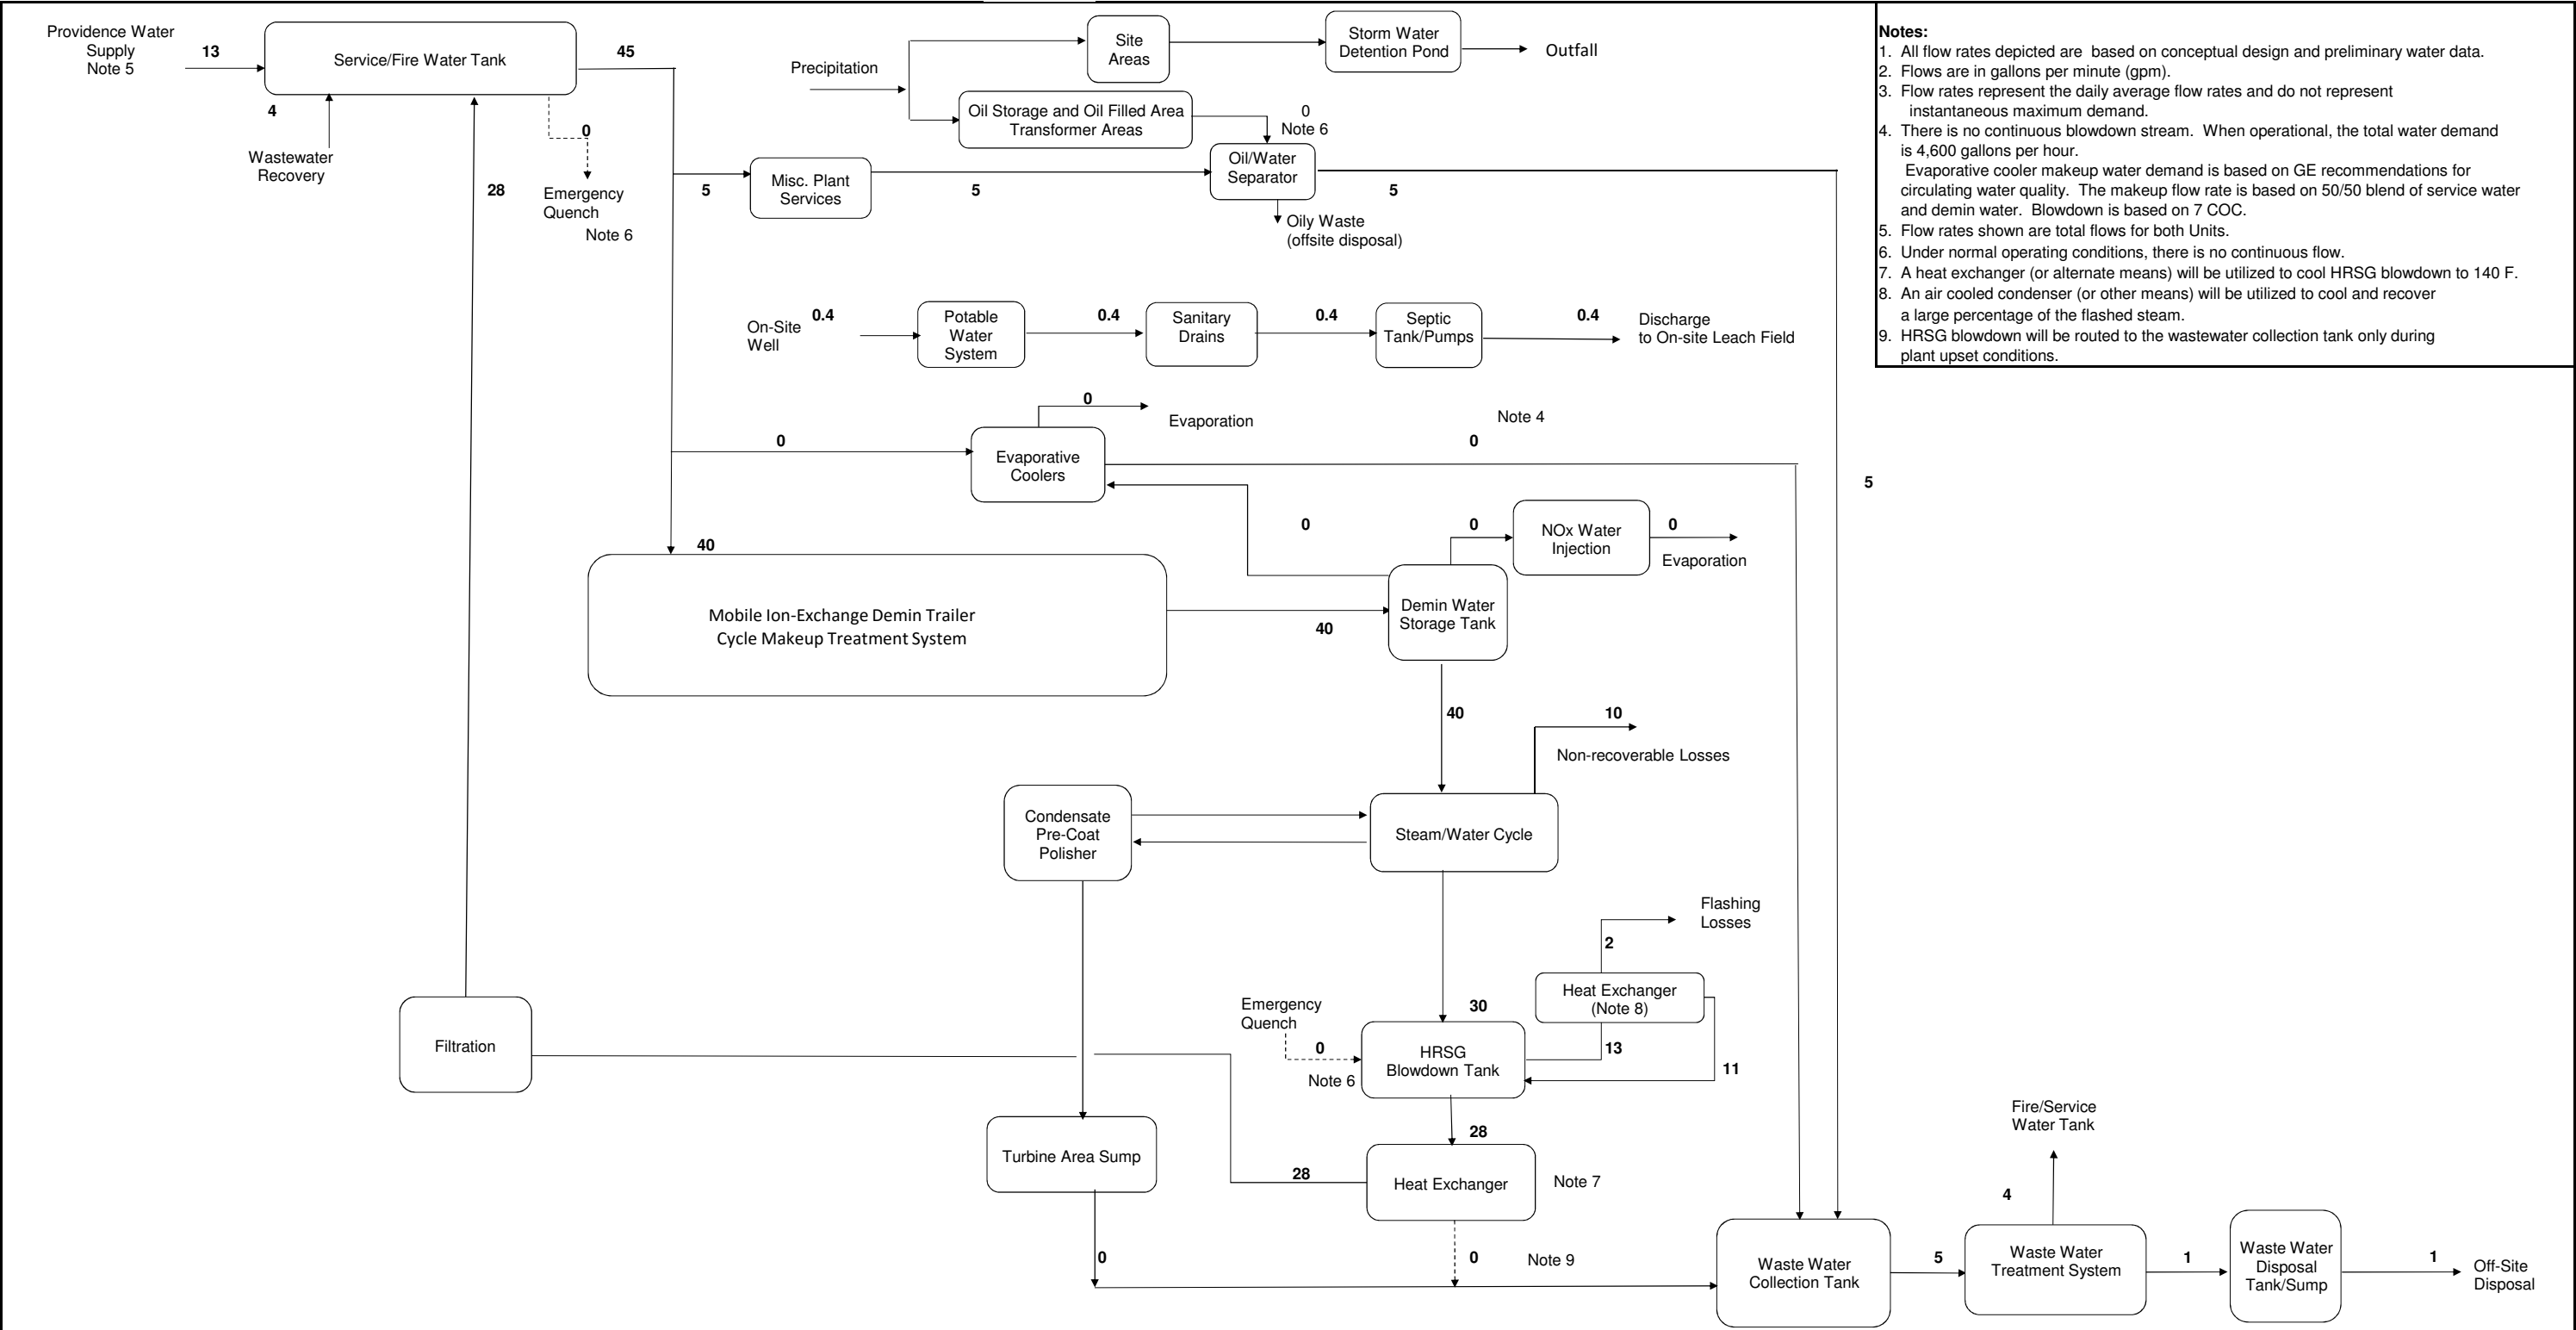 Providence Water
Supply
Note 5
13
Service/Fire Water Tank
45
4
Wastewater
Recovery
28
0
Emergency
Quench
Note 6
Precipitation
Site
Areas
Storm Water
Detention Pond
Outfall
Oil Storage and Oil Filled Area
Transformer Areas
0
Note 6
5
Misc. Plant
Services
5
Oil/Water
Separator
5
Oily Waste
(offsite disposal)
Notes:
1. All flow rates depicted are based on conceptual design and preliminary water data.
2. Flows are in gallons per minute (gpm).
3. Flow rates represent the daily average flow rates and do not represent
instantaneous maximum demand.
4. There is no continuous blowdown stream. When operational, the total water demand
is 4,600 gallons per hour.
Evaporative cooler makeup water demand is based on GE recommendations for
circulating water quality. The makeup flow rate is based on 50/50 blend of service water
and demin water. Blowdown is based on 7 COC.
5. Flow rates shown are total flows for both Units.
6. Under normal operating conditions, there is no continuous flow.
7. A heat exchanger (or alternate means) will be utilized to cool HRSG blowdown to 140 F.
8. An air cooled condenser (or other means) will be utilized to cool and recover
a large percentage of the flashed steam.
9. HRSG blowdown will be routed to the wastewater collection tank only during
plant upset conditions.
On-Site
Well
0.4
Potable
Water
System
0.4
Sanitary
Drains
0.4
Septic
Tank/Pumps
0.4
Discharge
to On-site Leach Field
0
Evaporation
Note 4
0
Evaporative
Coolers
0
5
0
0
NOx Water
Injection
0
Evaporation
40
Mobile Ion-Exchange Demin Trailer
Cycle Makeup Treatment System
40
Demin Water
Storage Tank
40
10
Non-recoverable Losses
Condensate
Pre-Coat
Polisher
Steam/Water Cycle
Flashing
Losses
2
Heat Exchanger
(Note 8)
30
Emergency
Quench
0
Note 6
HRSG
Blowdown Tank
13
11
Filtration
28
Turbine Area Sump
28
Heat Exchanger
Note 7
Fire/Service
Water Tank
4
0
0
Note 9
Waste Water
Collection Tank
5
Waste Water
Treatment System
1
Waste Water
Disposal
Tank/Sump
1
Off-Site
Disposal